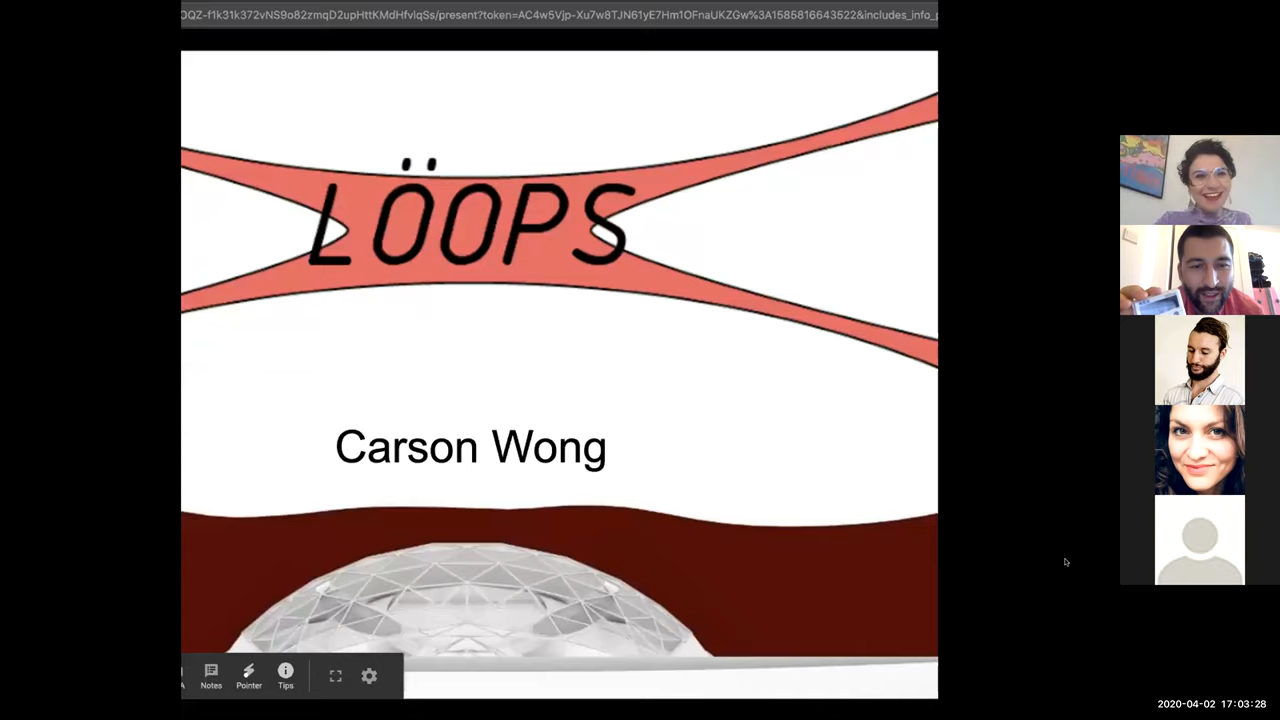 OQZ-f1k31k372vNS9o82zmqD2upHttKMdHfvlqSs/present?token=AC4w5Vjp-Xu7w8TJN61yE7Hm1OFnaUKZGw%3A1585816643522&includes_info_p
LÖOPS
Carson Wong
A Notes Pointer Tips
2020-04-02 17:03:28